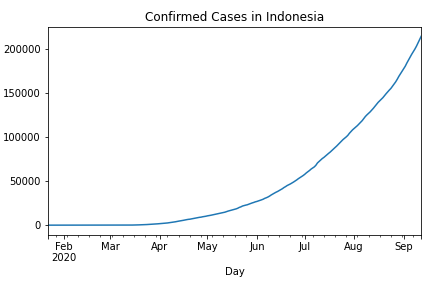 Confirmed Cases in Indonesia
200000
150000
100000
50000
0
Feb Mar Apr May Jun Jul Aug Sep
2020
Day